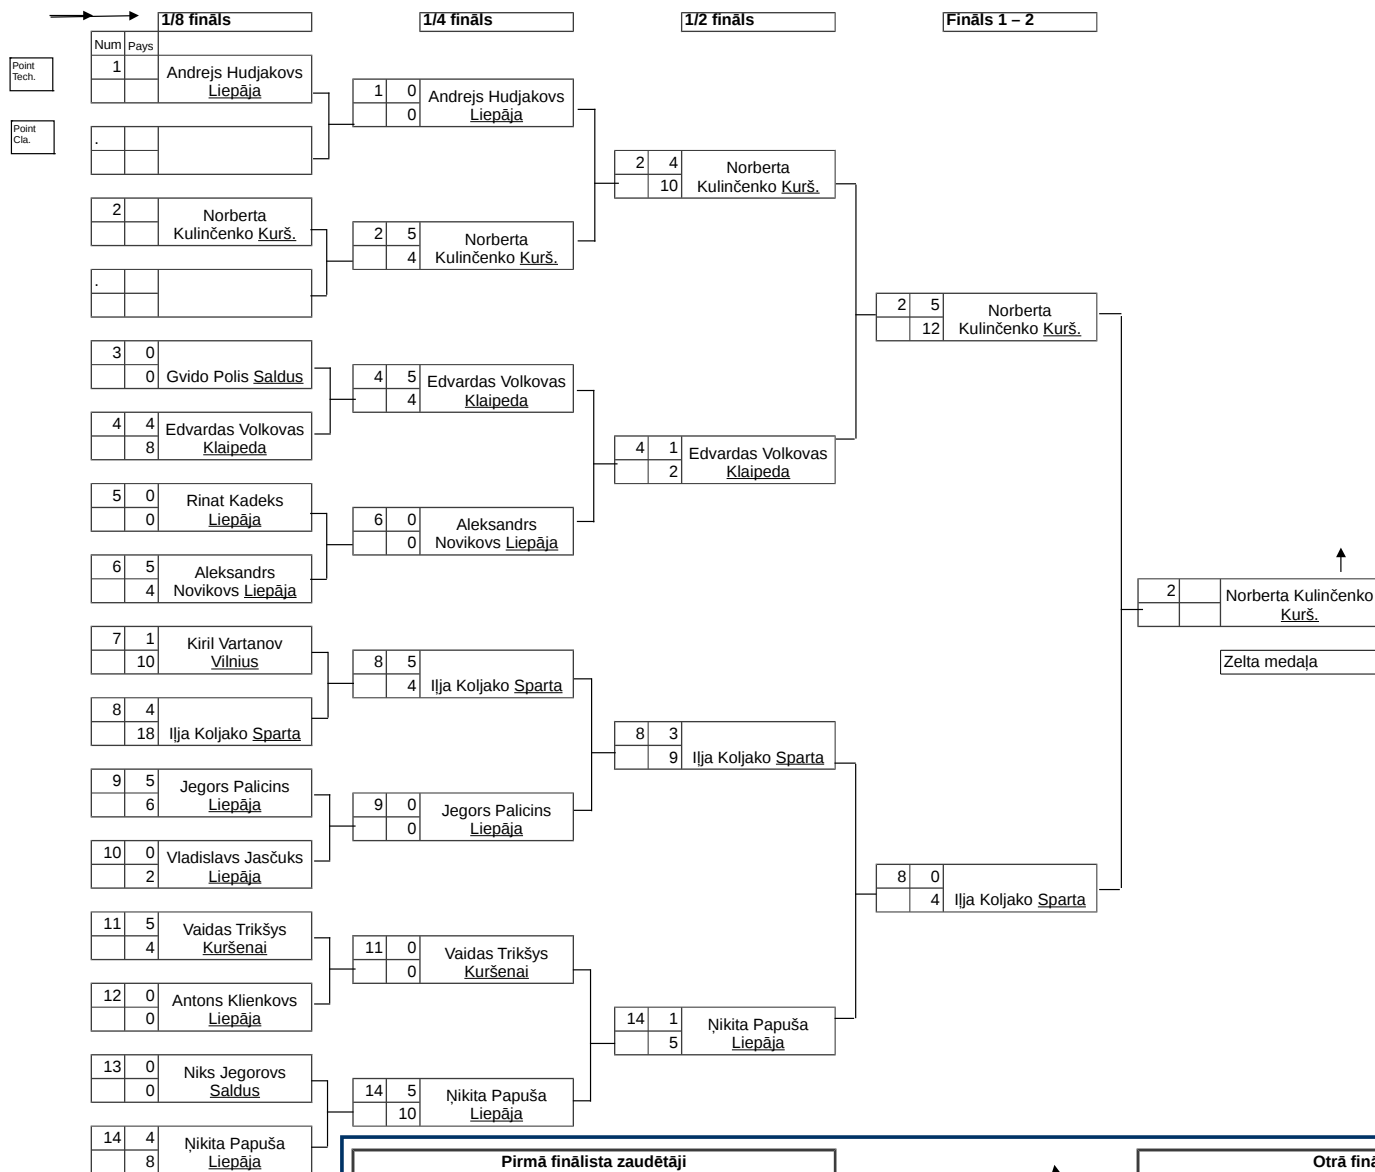 1/8 fināls
1/4 fināls
1/2 fināls
Fināls 1 – 2
Num Pays
Point
Tech.
Point
Cla.
1
Andrejs Hudjakovs
Liepāja
.
2
Norberta
Kulinčenko Kurš.
.
3 0
0 Gvido Polis Saldus
4 4
Edvardas Volkovas
8 Klaipeda
5 0
Rinat Kadeks
0 Liepāja
6 5
Aleksandrs
4 Novikovs Liepāja
7 1
Kiril Vartanov
10 Vilnius
8 4
18 Iļja Koljako Sparta
9 5
Jegors Palicins
6 Liepāja
10 0
Vladislavs Jasčuks
2 Liepāja
11 5
Vaidas Trikšys
4 Kuršenai
12 0
Antons Klienkovs
0 Liepāja
13 0
Niks Jegorovs
0 Saldus
14 4
Ņikita Papuša
8 Liepāja
1 0
Andrejs Hudjakovs
0 Liepāja
2 5
Norberta
4 Kulinčenko Kurš.
4 5
Edvardas Volkovas
4 Klaipeda
6 0
Aleksandrs
0 Novikovs Liepāja
8 5
4 Iļja Koljako Sparta
9 0
Jegors Palicins
0 Liepāja
11 0
Vaidas Trikšys
0 Kuršenai
14 5
Ņikita Papuša
10 Liepāja
2 4
Norberta
10 Kulinčenko Kurš.
4 1
Edvardas Volkovas
2 Klaipeda
8 3
9 Iļja Koljako Sparta
14 1
Ņikita Papuša
5 Liepāja
2 5
Norberta
12 Kulinčenko Kurš.
8 0
4 Iļja Koljako Sparta
2
Norberta Kulinčenko
Kurš.
Zelta medaļa
Pirmā finālista zaudētāji
Otrā finā